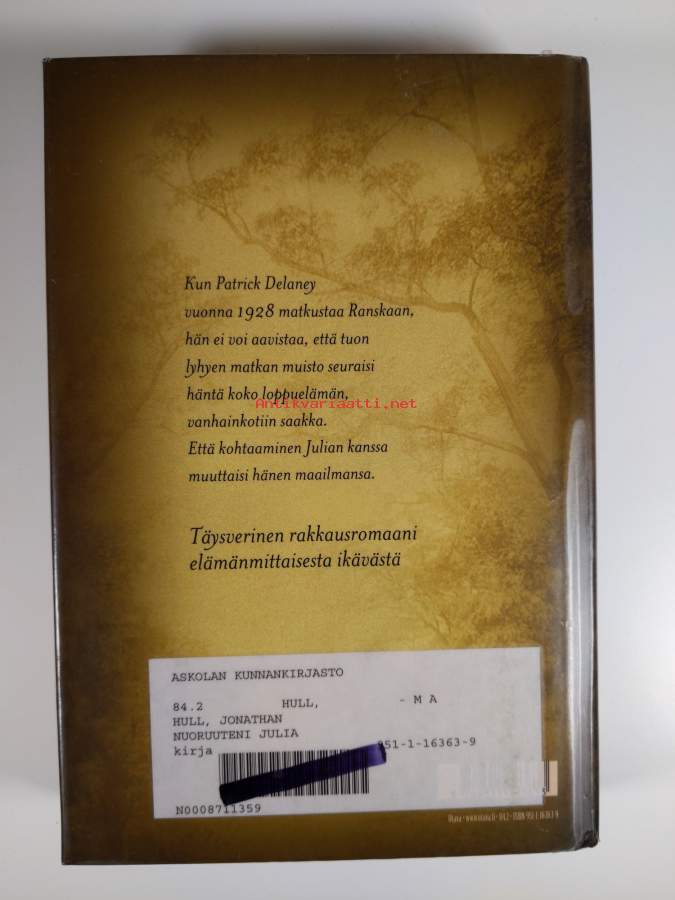 Kun Patrick Delaney
vuonna 1928 matkustaa Ranskaan,
hän ei voi aavistaa, että tuon
lyhyen matkan muisto seuraisi
häntä koko loppuelämän,
Antikvariaatti.net
vanhainkotiin saakka.
Että kohtaaminen Julian kanssa
muuttaisi hänen maailmansa.
Täysverinen rakkausromaani
elämänmittaisesta ikävästä
ASKOLAN KUNNANKIRJASTO
84.2 HULL, - M A
HULL, JONATHAN
NUORUUTENI JULIA
kirja 951-1-16363-9
N0008711359